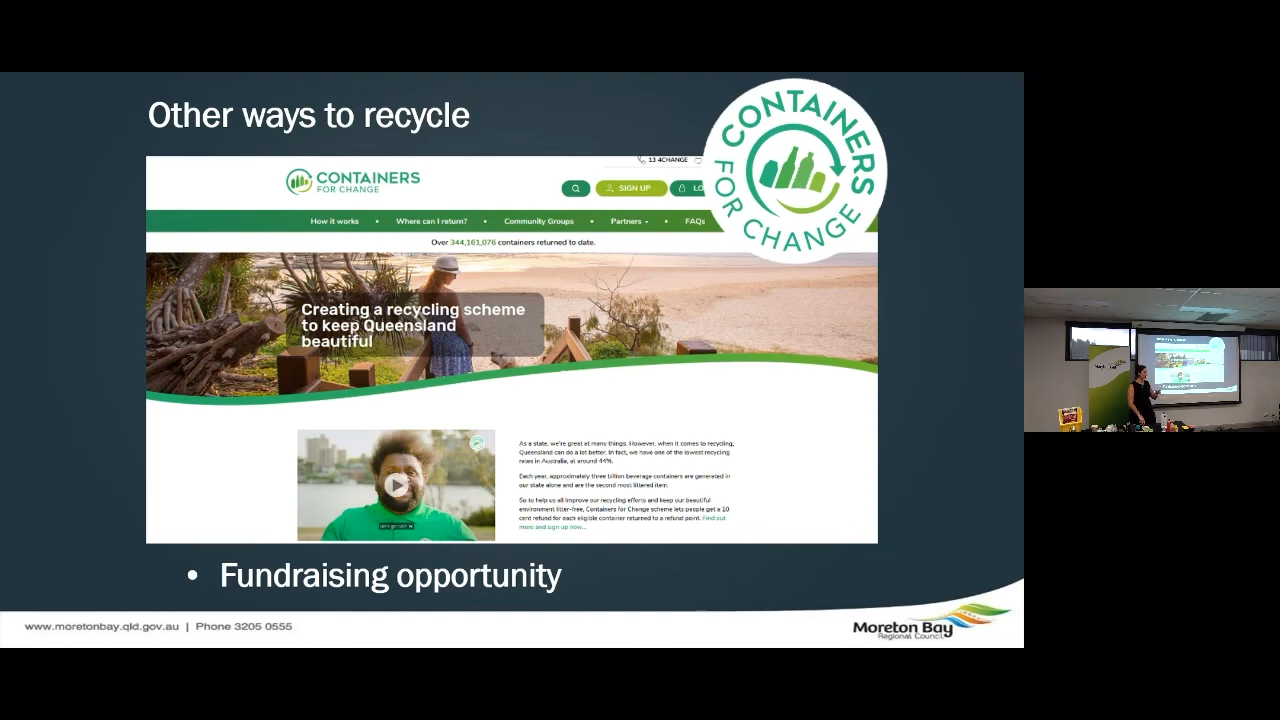 Other ways to recycle
CONTAINERS FOR CHANGE
13 4CHANGE
CONTAINERS
FOR CHANGE
SIGN UP
LO
How it works • Where can I return? • Community Groups • Partners • FAQs
Over 344,161,076 containers returned to date.
Creating a recycling scheme
to keep Queensland
beautiful
As a state, we're great at many things. However, when it comes to recycling,
Queensland can do a lot better. In fact, we have one of the lowest recycling
rates in Australia, at around 44%.
Each year, approximately three billion beverage containers are generated in
our state alone and are the second most littered item.
So to help us all improve our recycling efforts and keep our beautiful
environment litter-free, Containers for Change scheme lets people get a 10
cent refund for each eligible container returned to a refund point. Find out
more and sign up now...
• Fundraising opportunity
www.moretonbay.qld.gov.au | Phone 3205 0555
Moreton Bay
Regional Council